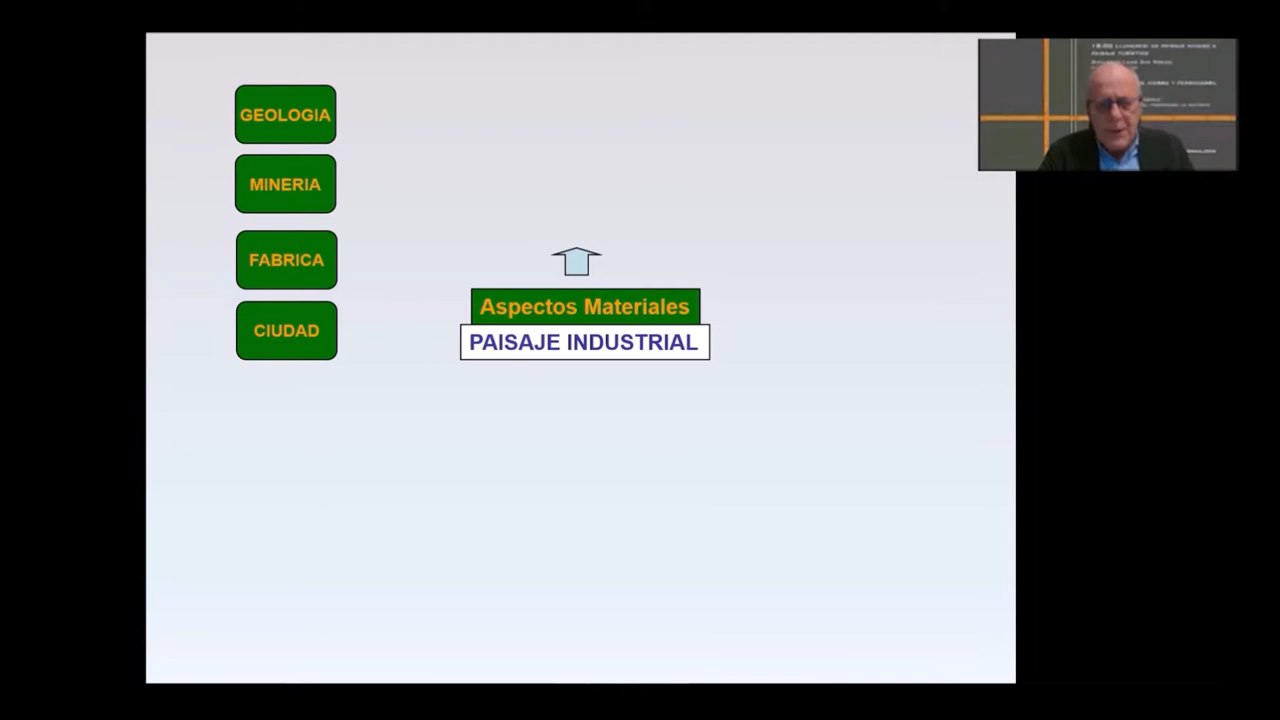 GEOLOGIA
MINERIA
FABRICA
CIUDAD
Aspectos Materiales
PAISAJE INDUSTRIAL